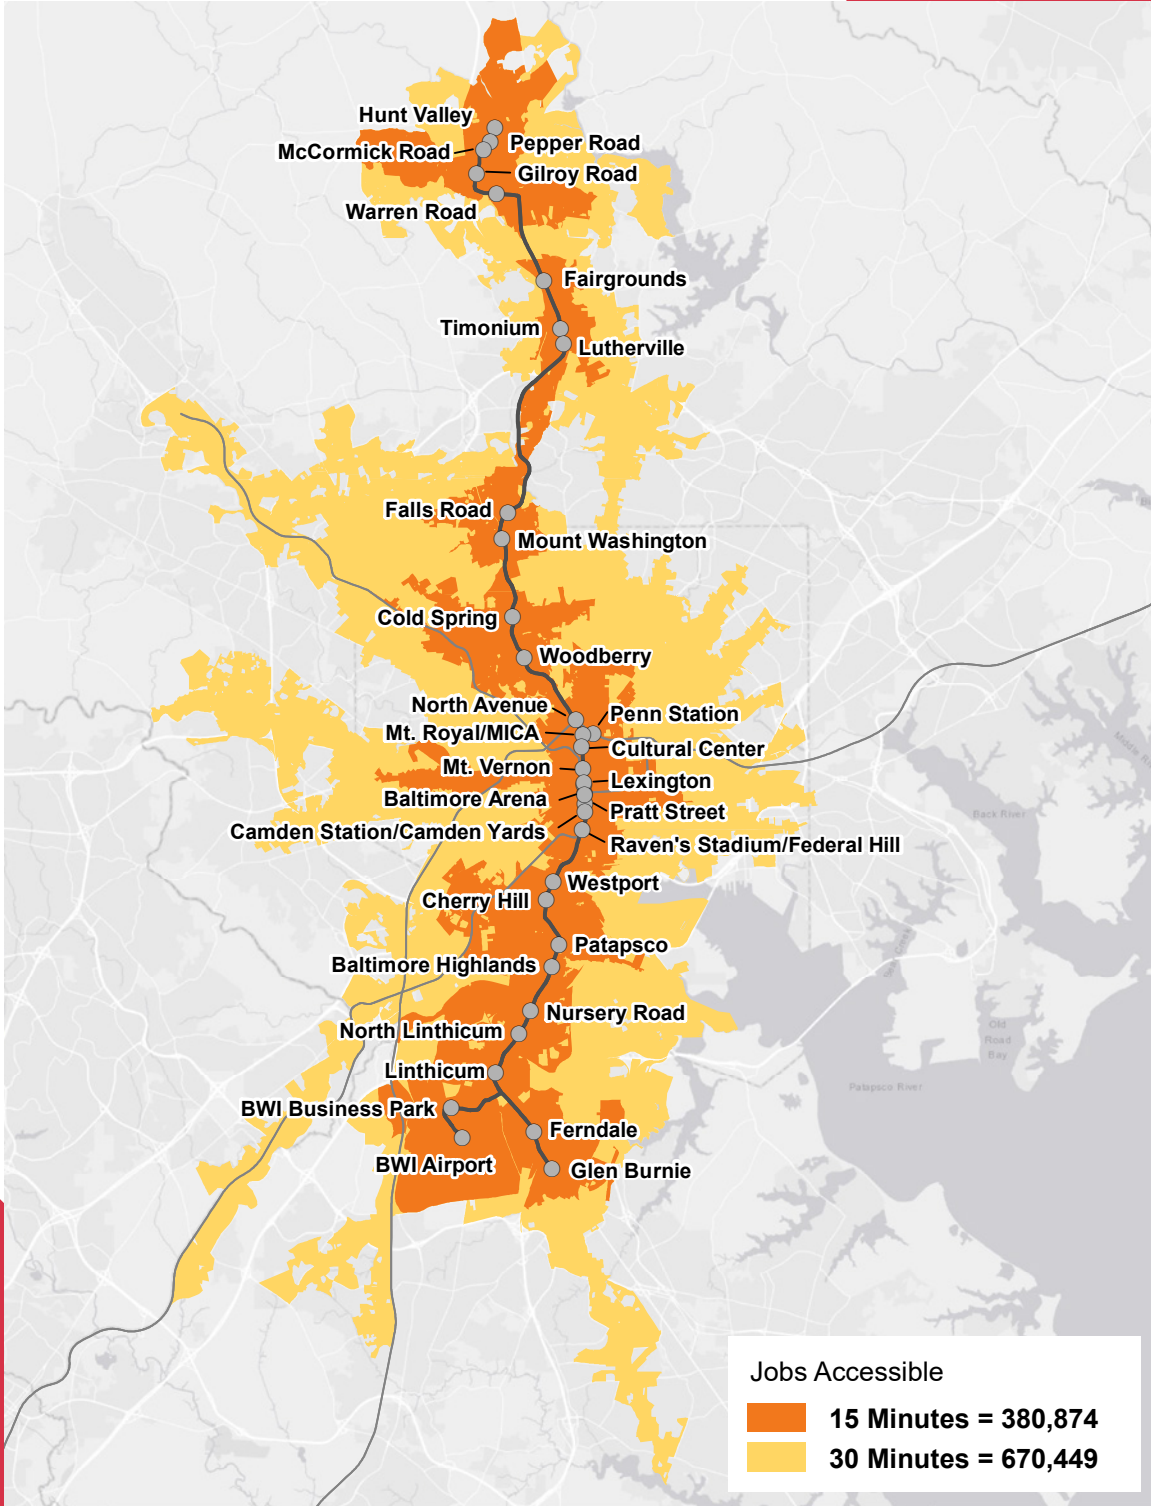 Hunt Valley
Pepper Road
McCormick Road
Gilroy Road
Warren Road
Fairgrounds
Timonium
Lutherville
Falls Road
Mount Washington
Cold Spring
Woodberry
North Avenue
Penn Station
Mt. Royal/MICA
Cultural Center
Mt. Vernon
Lexington
Baltimore Arena
Pratt Street
Camden Station/Camden Yards
Raven's Stadium/Federal Hill
Back River
Westport
Cherry Hill
Patapsco
Baltimore Highlands
Nursery Road
North Linthicum
Old
Road
Bay
Linthicum
Patapsco River
BWI Business Park
Ferndale
BWI Airport
Glen Burnie
Jobs Accessible
15 Minutes = 380,874
30 Minutes = 670,449